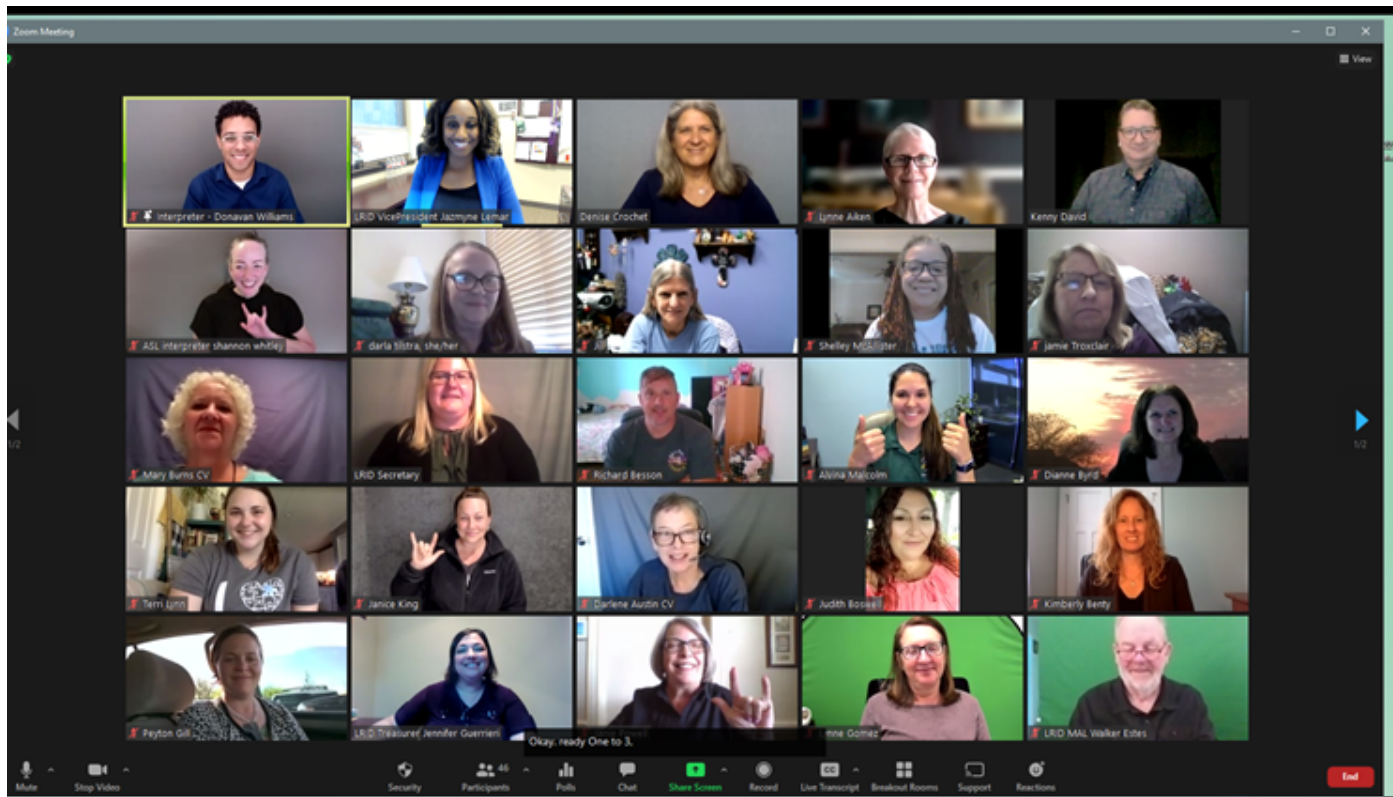 Zoom Meeting
View
Interpreter - Donavan Williams
LRID VicePresident Jazmyne Lemar
Denise Crochet
Lynne Aiken
Kenny David
ASL interpreter shannon whitley
darla tilstra, she/her
Shelley McAllister
jamie Troxclair
Mary Burns CV
LRID Secretary
Richard Besson
Alvina Malcolm
Dianne Byrd
1/2
1/2
Terri Lynn
Janice King
Darlene Austin CV
Judith Boswell
Kimberly Benty
Peyton Gill
LRID Treasurer Jennifer Guerrieri
Gomez
LRID MAL Walker Estes
Okay. ready One to 3,
Mute
Stop Video
Security
Participants
46
Polls
Chat
Share Screen
Record
CC
Live Transcript
Breakout Rooms
Support
Reactions
End